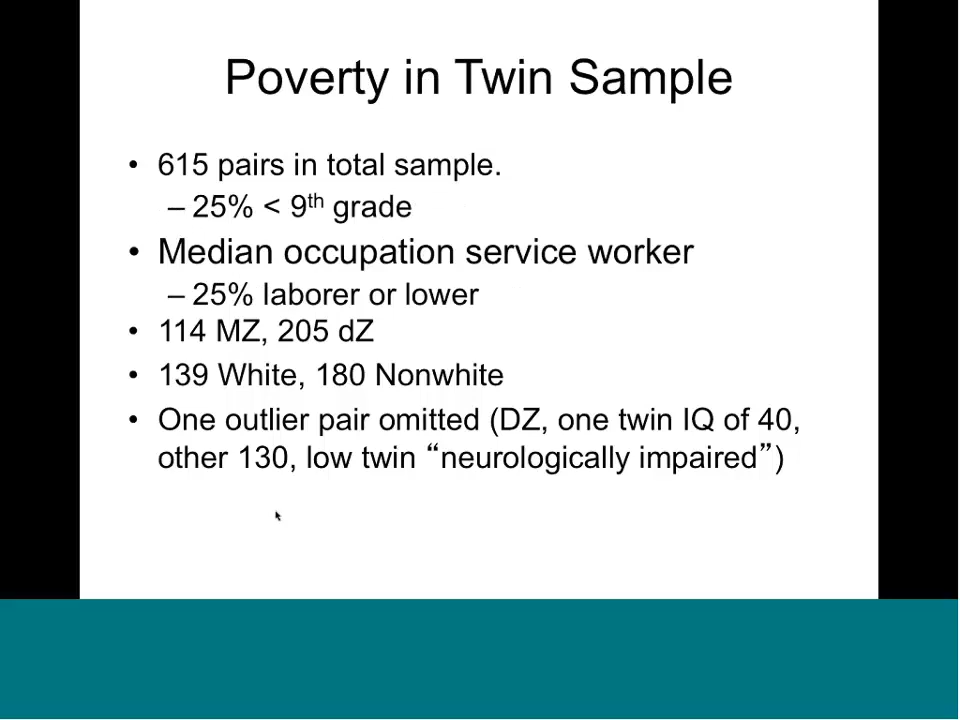 Poverty in Twin Sample
• 615 pairs in total sample.
– 25% < 9th grade
• Median occupation service worker
– 25% laborer or lower
• 114 MZ, 205 dZ
• 139 White, 180 Nonwhite
• One outlier pair omitted (DZ, one twin IQ of 40,
other 130, low twin “neurologically impaired”)